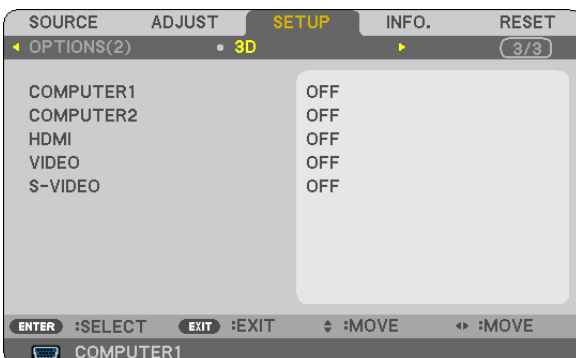 SOURCE ADJUST SETUP INFO. RESET
OPTIONS(2) 3D 3/3
COMPUTER1 OFF
COMPUTER2 OFF
HDMI OFF
VIDEO OFF
S-VIDEO OFF
ENTER :SELECT EXIT :EXIT :MOVE :MOVE
COMPUTER1